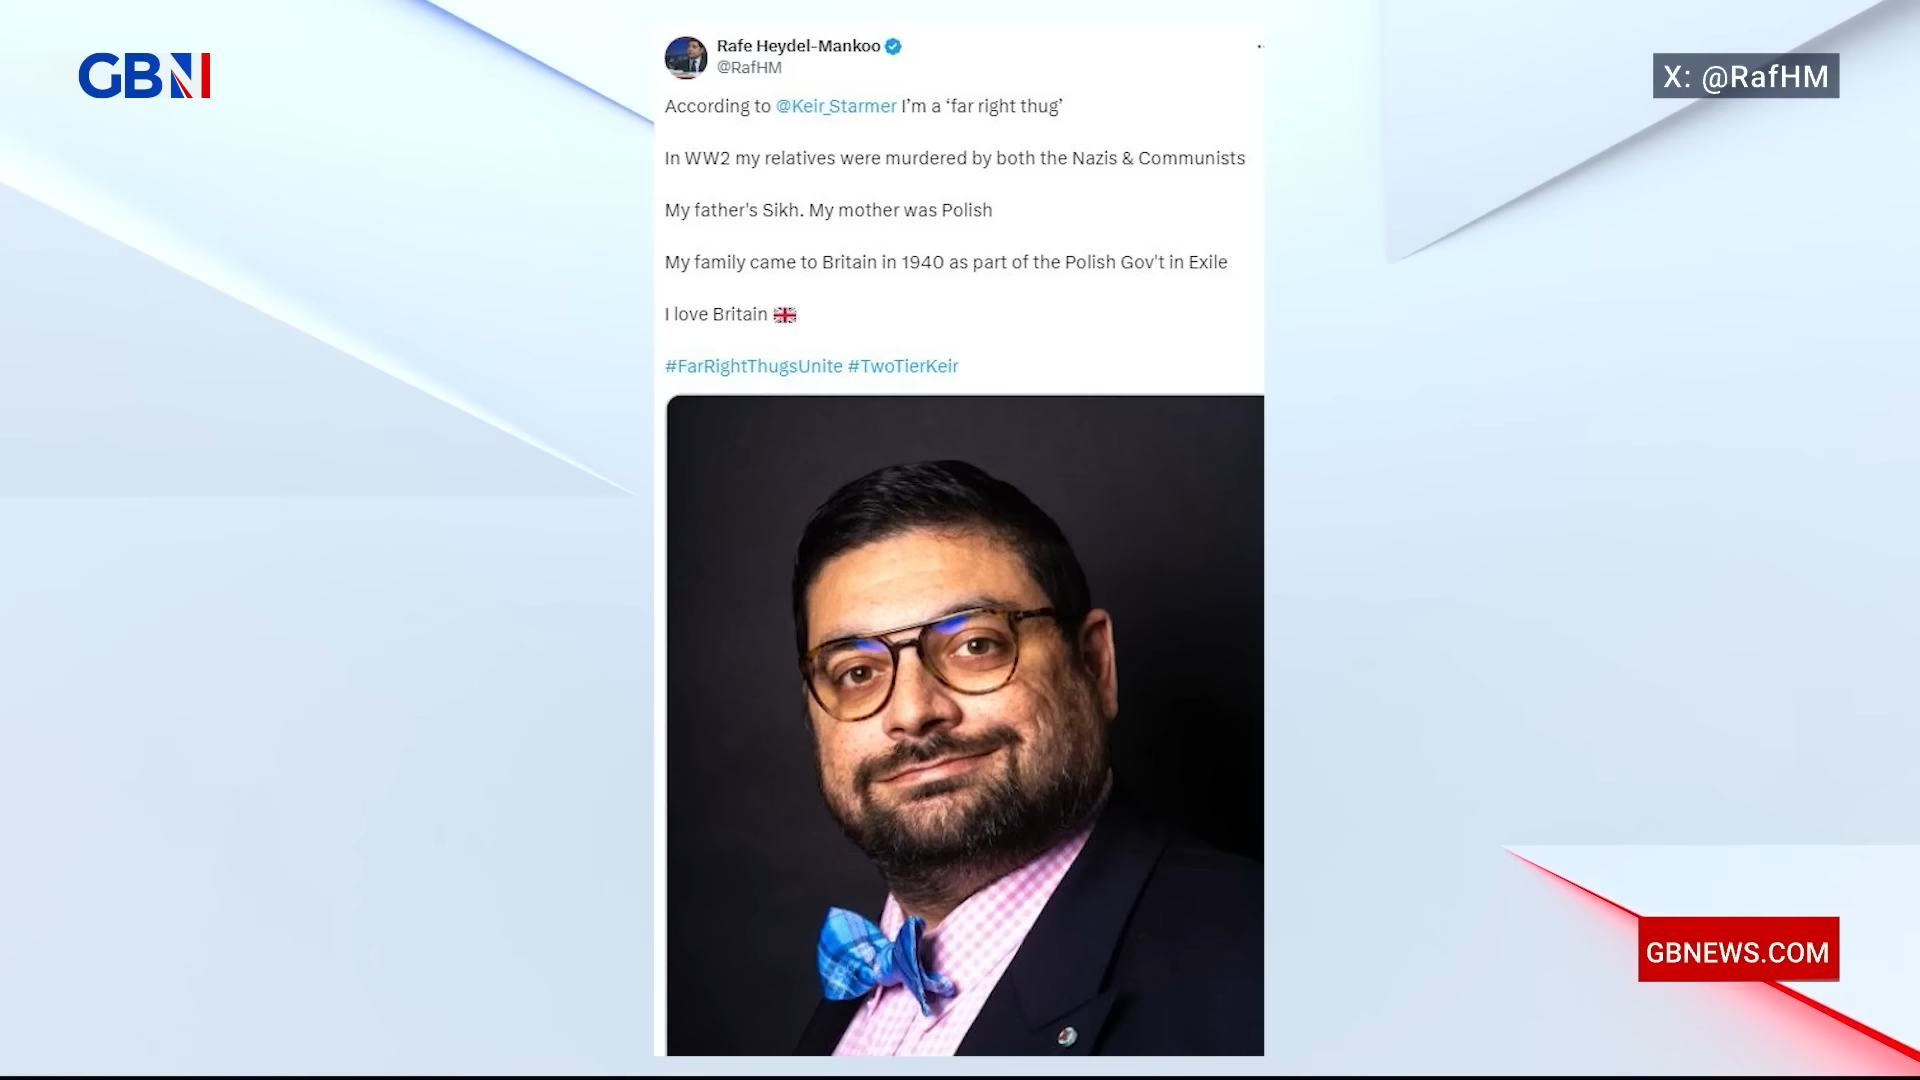 GBN
X: @RafHM
Rafe Heydel-Mankoo
@RafHM
According to @Keir_Starmer I’m a ‘far right thug’
In WW2 my relatives were murdered by both the Nazis & Communists
My father's Sikh. My mother was Polish
My family came to Britain in 1940 as part of the Polish Gov't in Exile
I love Britain 🇬🇧
#FarRightThugsUnite #TwoTierKeir
GBNEWS.COM